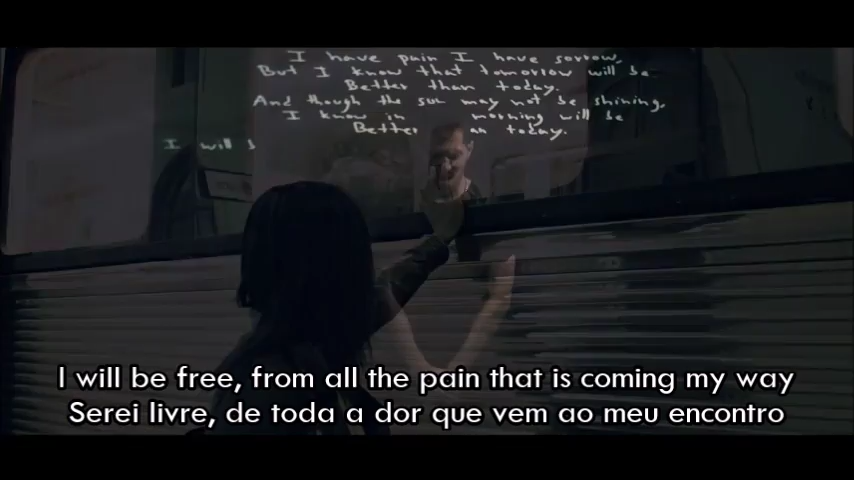 I have pain I have sorrow.
But I know that tomorrow will be
Better than today.
And though the sun may not be shining,
I know in morning will be
Better an today.
I will b
I will be free, from all the pain that is coming my way
Serei livre, de toda a dor que vem ao meu encontro